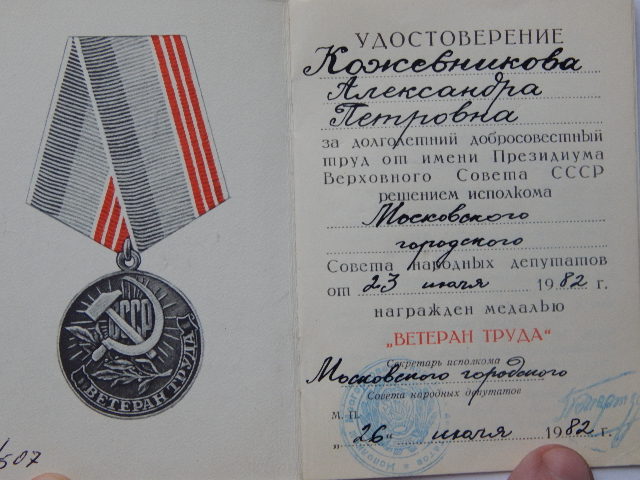 СССР
ВЕТЕРАН ТРУДА
507
УДОСТОВЕРЕНИЕ
Кожевникова
Александра
Петровна
за долголетний добросовестный
труд от имени Президиума
Верховного Совета СССР
решением исполкома
Московского
городского
Совета народных депутатов
от 23 июля 1982 г.
награжден медалью
„ВЕТЕРАН ТРУДА“
Секретарь исполкома
Московского городского
Совета народных депутатов
М. П.
„26“ июля 1982 г.